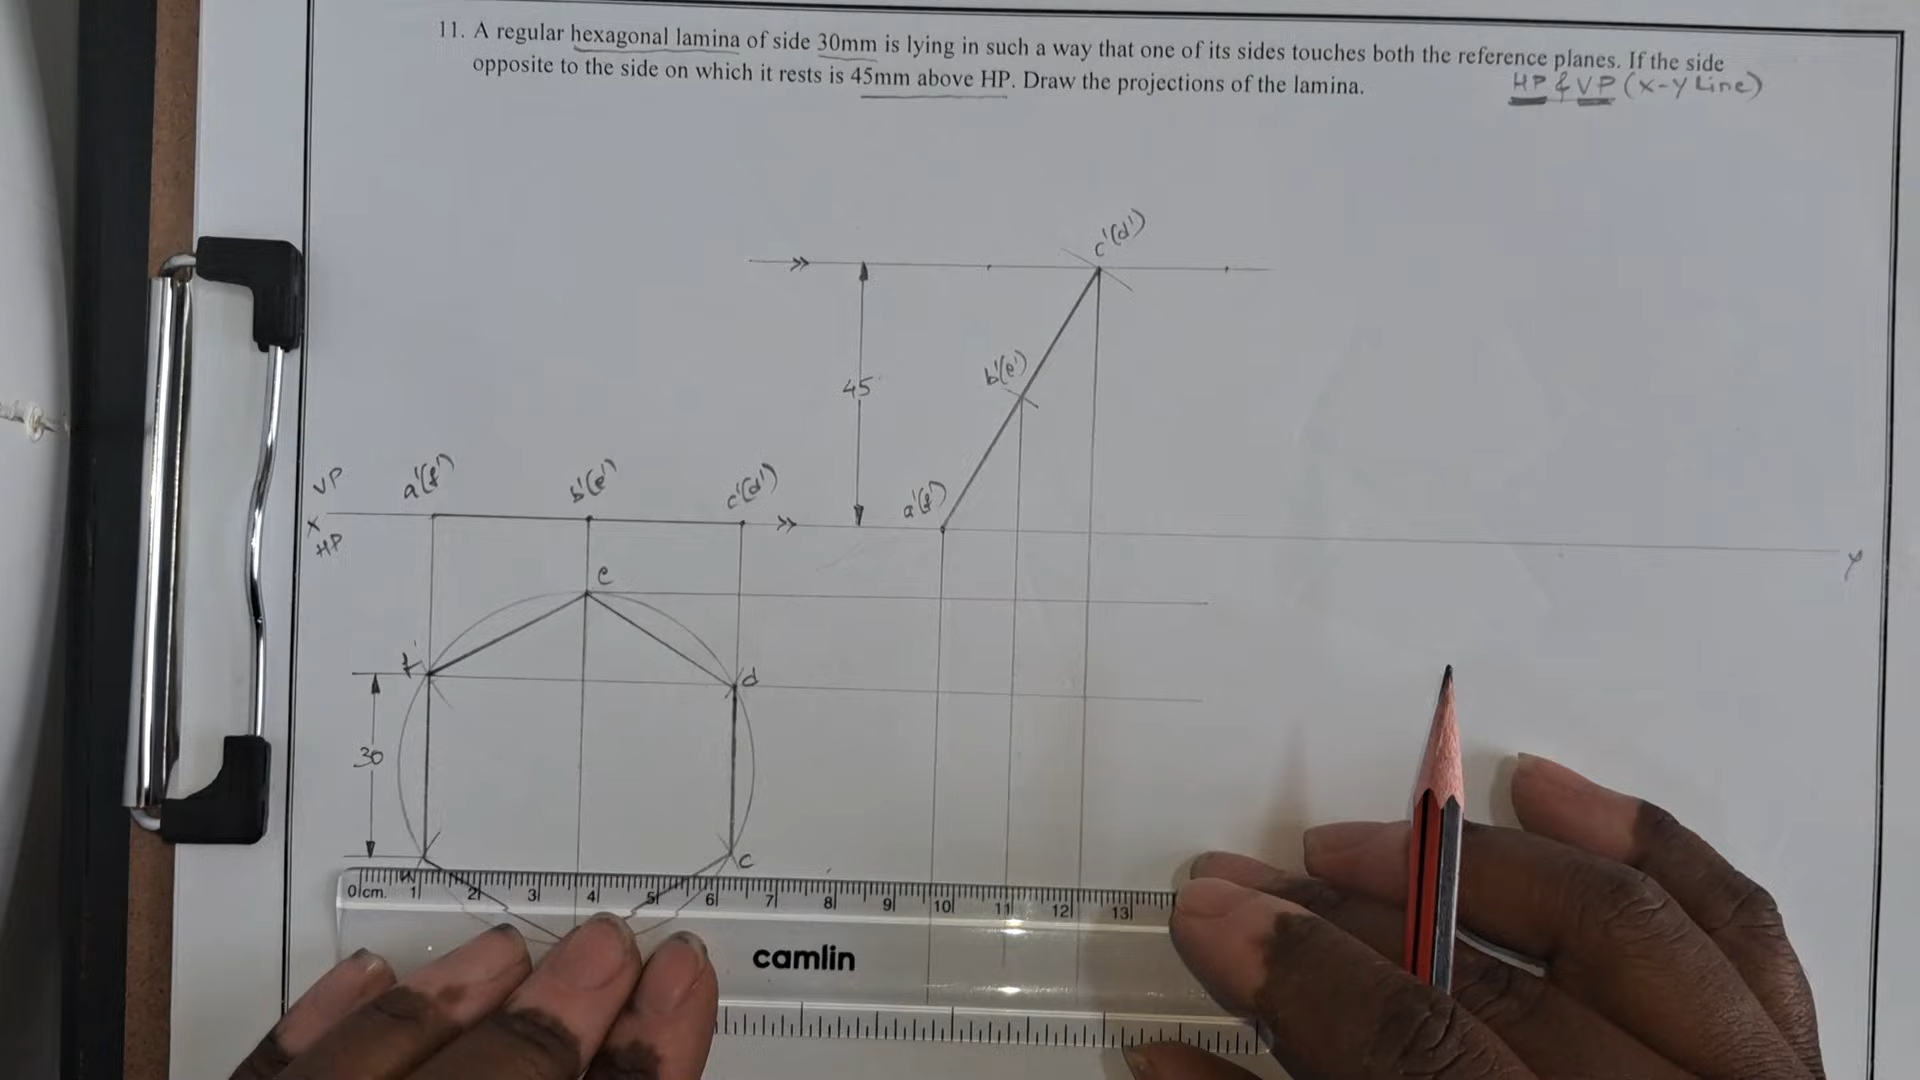 11. A regular hexagonal lamina of side 30mm is lying in such a way that one of its sides touches both the reference planes. If the side
opposite to the side on which it rests is 45mm above HP. Draw the projections of the lamina.
HP & VP (x-y Line)
c'(d')
b'(e')
45
VP
a'(f')
b'(e')
c'(d')
a'(f')
X
HP
Y
e
f
d
30
c
0 cm. 1 2 3 4 5 6 7 8 9 10 11 12 13
camlin